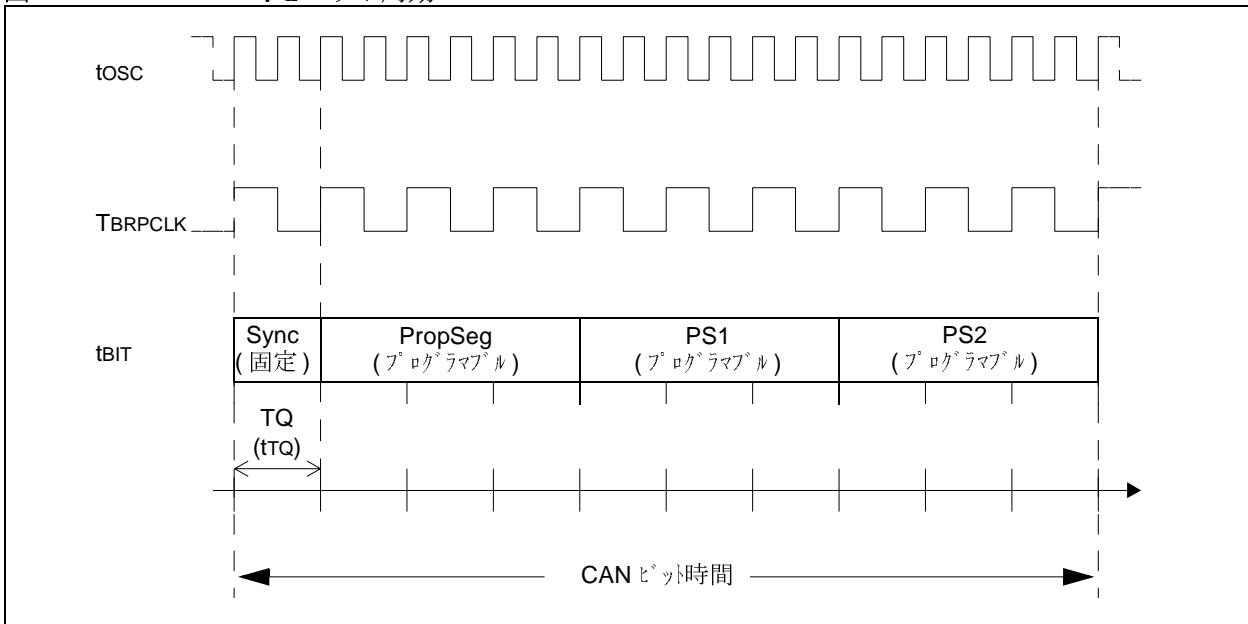 tOSC
TBRPCLK
tBIT
Sync
(固定)
PropSeg
(プログラマブル)
PS1
(プログラマブル)
PS2
(プログラマブル)
TQ
(tTQ)
CAN ビット時間